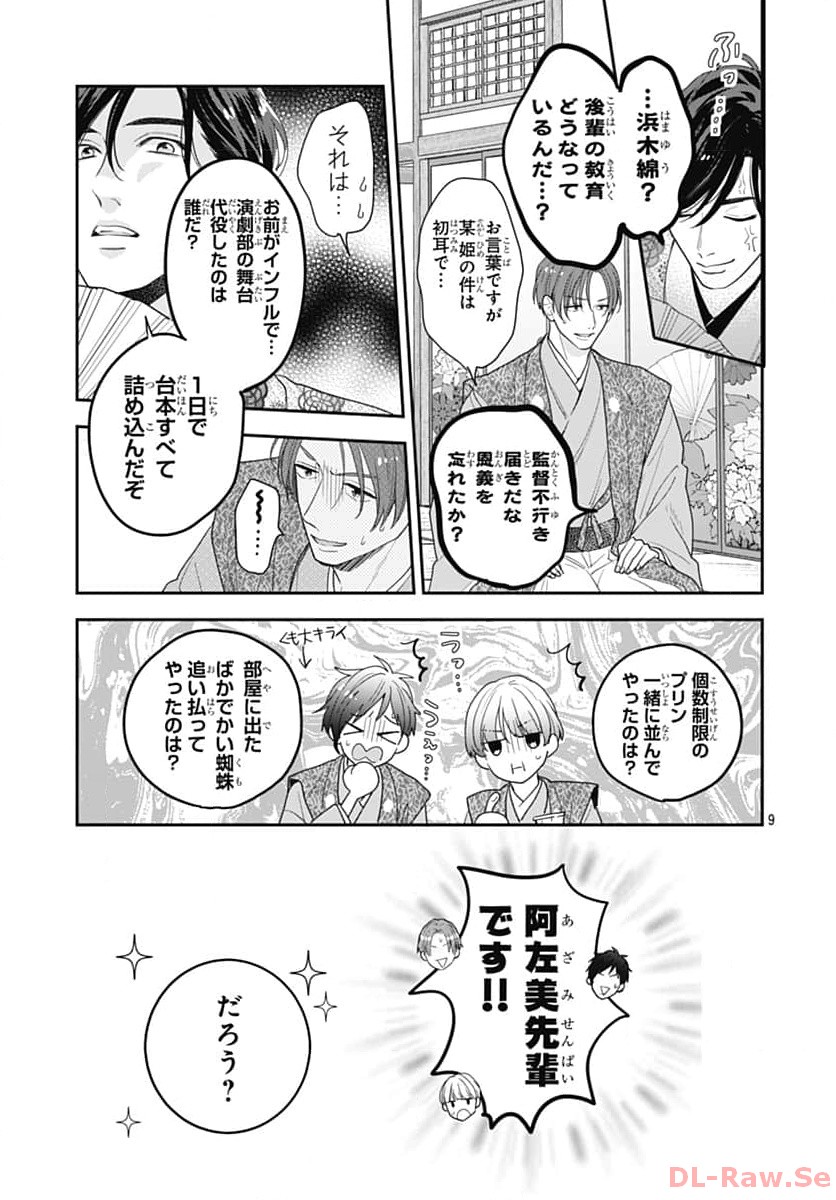 ふっ…
…浜木綿？
後輩の教育
どうなって
いるんだ…？
お言葉ですが
某姫の件は
初耳で…
監督不行き
届きだな
恩義を
忘れたか？
それは…
お前がインフルで…
演劇部の舞台
代役したのは
誰だ？
1日で
台本すべて
詰め込んだぞ
～～……
個数制限の
プリン
一緒に並んで
やったのは？
うっ…
うえっ…
くも大キライ
部屋に出た
ばかでかい蜘蛛
追い払って
やったのは？
9
阿左美先輩
です!!
だろう？
DL-Raw.Se